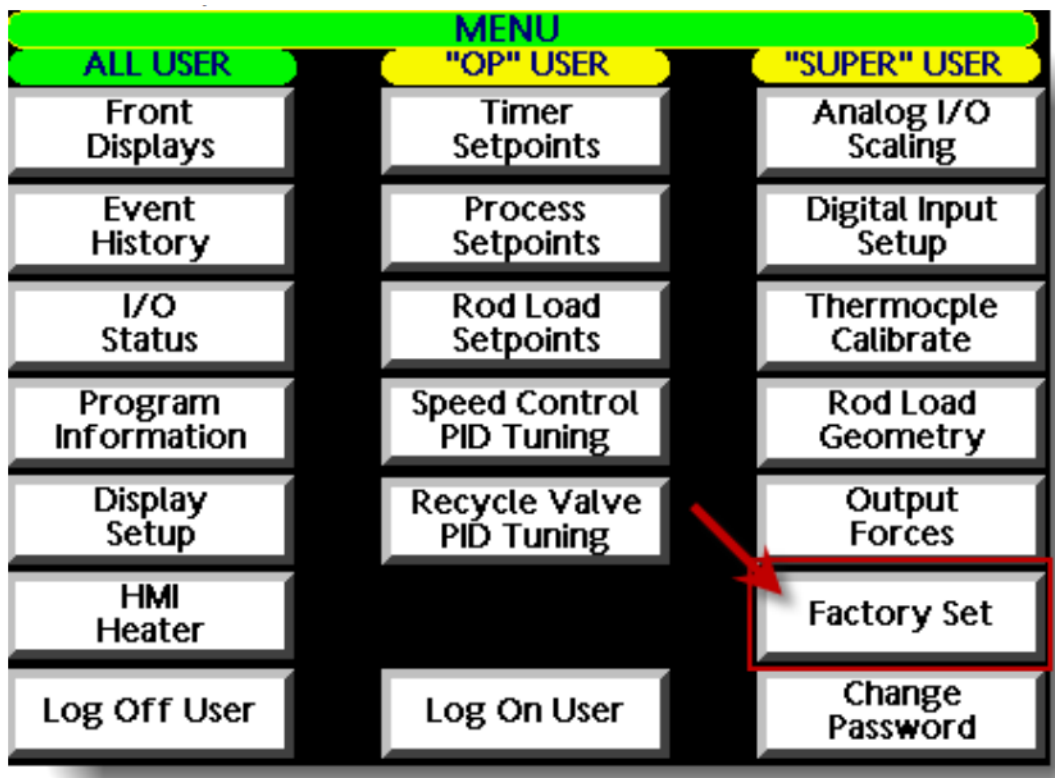 MENU
ALL USER
"OP" USER
"SUPER" USER
Front
Displays
Timer
Setpoints
Analog I/O
Scaling
Event
History
Process
Setpoints
Digital Input
Setup
I/O
Status
Rod Load
Setpoints
Thermocple
Calibrate
Program
Information
Speed Control
PID Tuning
Rod Load
Geometry
Display
Setup
Recycle Valve
PID Tuning
Output
Forces
HMI
Heater
Factory Set
Log Off User
Log On User
Change
Password